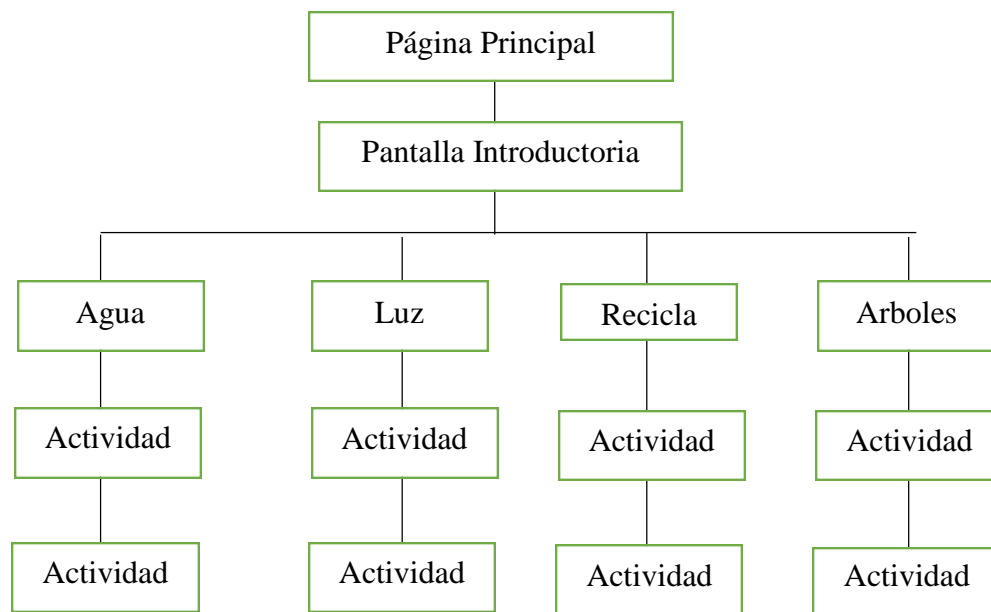 Página Principal
Pantalla Introductoria
Agua
Luz
Recicla
Arboles
Actividad
Actividad
Actividad
Actividad
Actividad
Actividad
Actividad
Actividad